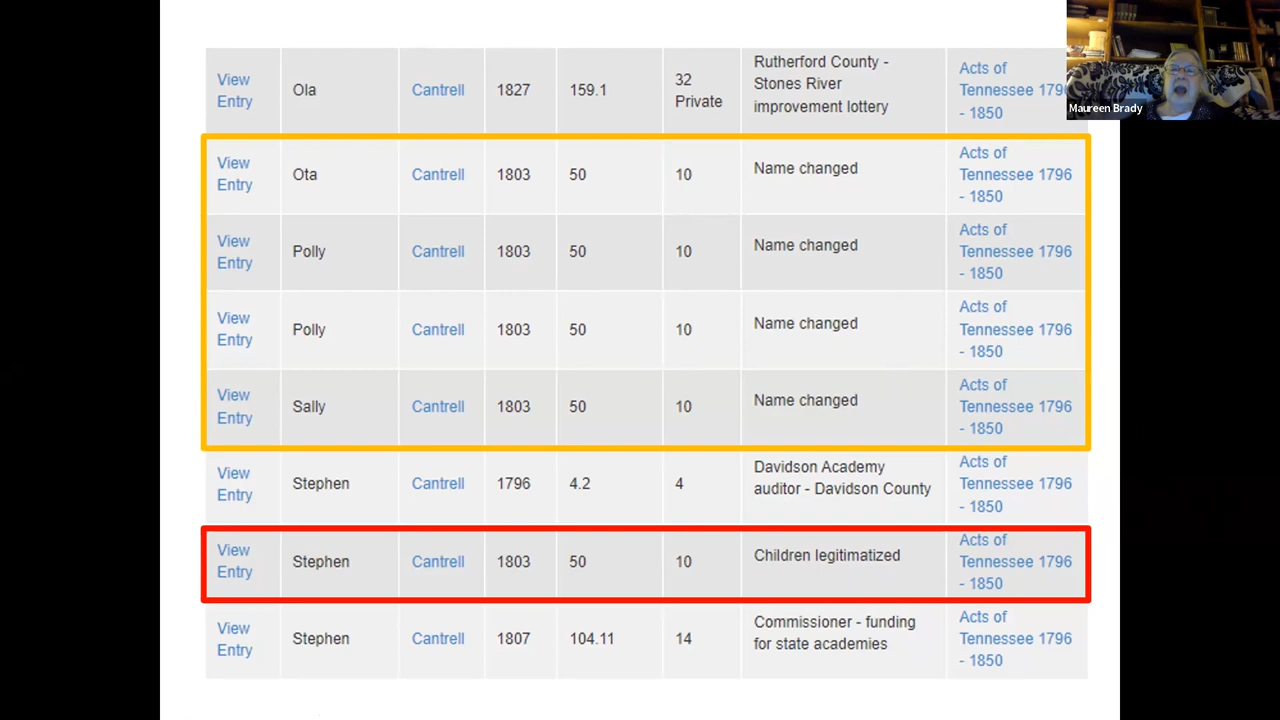 View Entry Ola Cantrell 1827 159.1 32 Private Rutherford County - Stones River improvement lottery Acts of Tennessee 179 - 1850
Maureen Brady
View Entry Ota Cantrell 1803 50 10 Name changed Acts of Tennessee 1796 - 1850
View Entry Polly Cantrell 1803 50 10 Name changed Acts of Tennessee 1796 - 1850
View Entry Polly Cantrell 1803 50 10 Name changed Acts of Tennessee 1796 - 1850
View Entry Sally Cantrell 1803 50 10 Name changed Acts of Tennessee 1796 - 1850
View Entry Stephen Cantrell 1796 4.2 4 Davidson Academy auditor - Davidson County Acts of Tennessee 1796 - 1850
View Entry Stephen Cantrell 1803 50 10 Children legitimatized Acts of Tennessee 1796 - 1850
View Entry Stephen Cantrell 1807 104.11 14 Commissioner - funding for state academies Acts of Tennessee 1796 - 1850